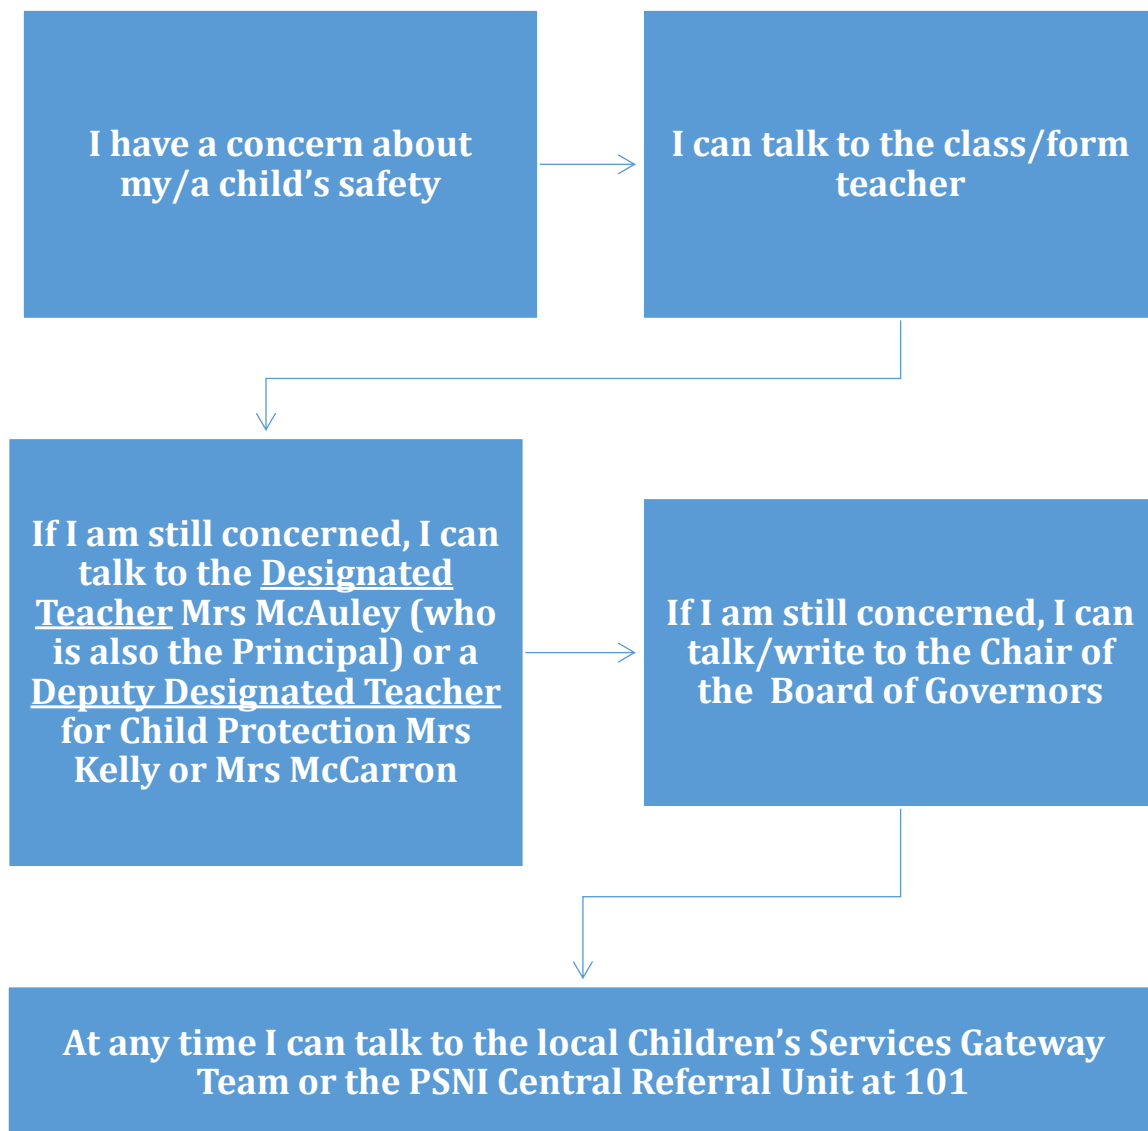 I have a concern about
my/a child’s safety
I can talk to the class/form
teacher
If I am still concerned, I can
talk to the Designated
Teacher Mrs McAuley (who
is also the Principal) or a
Deputy Designated Teacher
for Child Protection Mrs
Kelly or Mrs McCarron
If I am still concerned, I can
talk/write to the Chair of
the  Board of Governors
At any time I can talk to the local Children’s Services Gateway
Team or the PSNI Central Referral Unit at 101